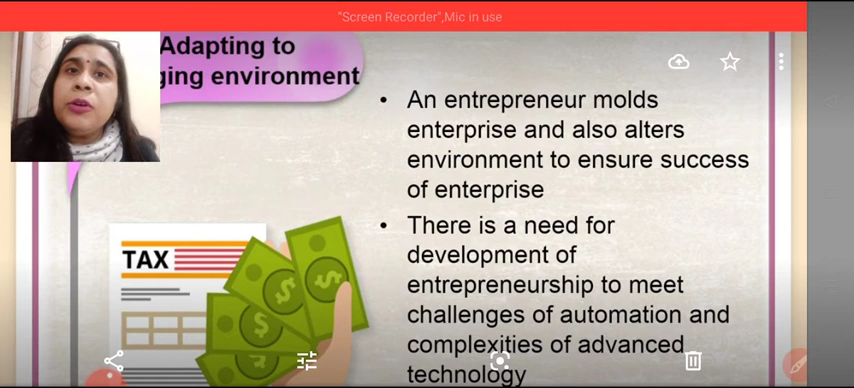 "Screen Recorder",Mic in use
Adapting to
ging environment
• An entrepreneur molds
enterprise and also alters
environment to ensure success
of enterprise
• There is a need for
development of
entrepreneurship to meet
challenges of automation and
complexities of advanced
technology
TAX